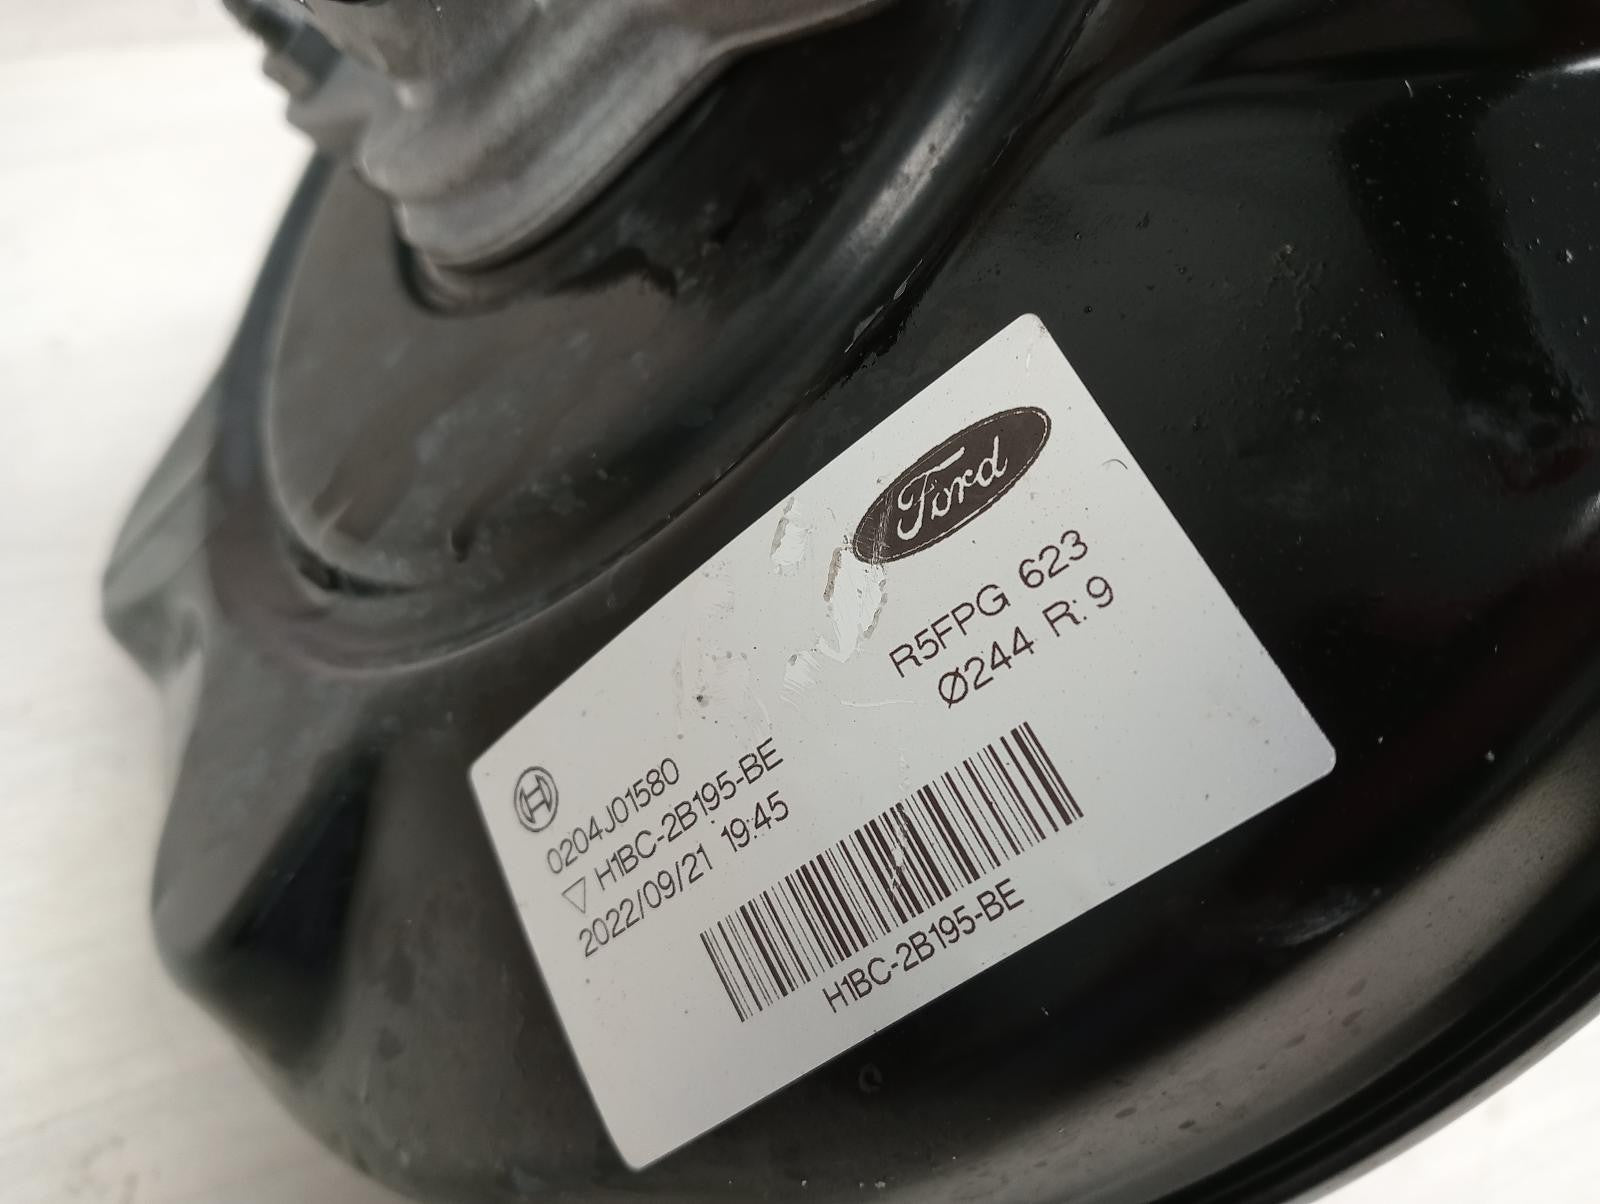 Ford
R5FPG 623
Ø244 R: 9
0204J01580
H1BC-2B195-BE
2022/09/21 19:45
H1BC-2B195-BE